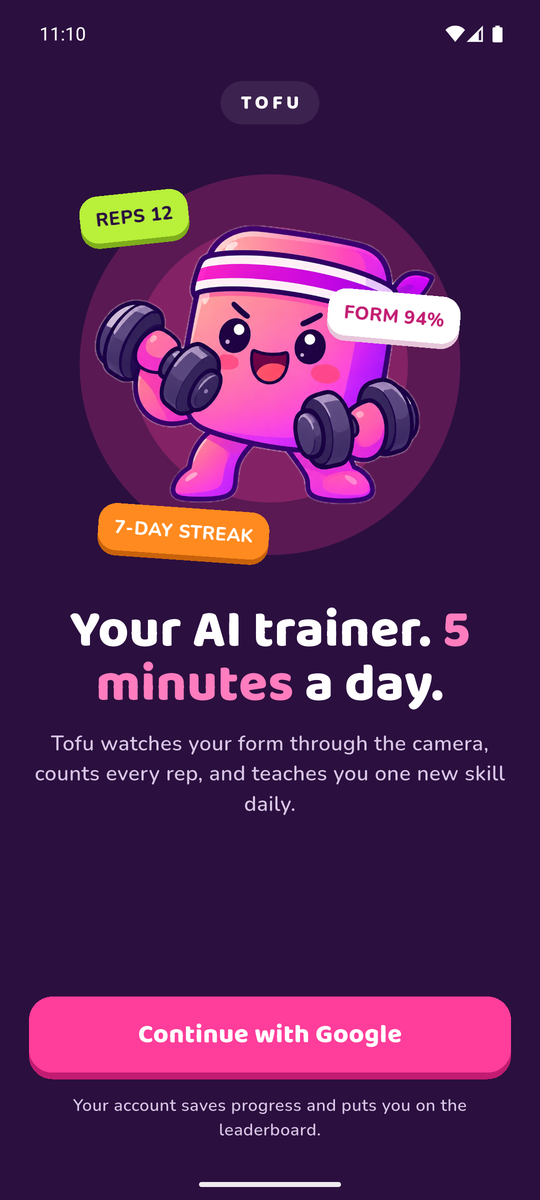 11:10
TOFU
REPS 12
FORM 94%
7-DAY STREAK
Your AI trainer. 5
minutes a day.
Tofu watches your form through the camera,
counts every rep, and teaches you one new skill
daily.
Continue with Google
Your account saves progress and puts you on the
leaderboard.